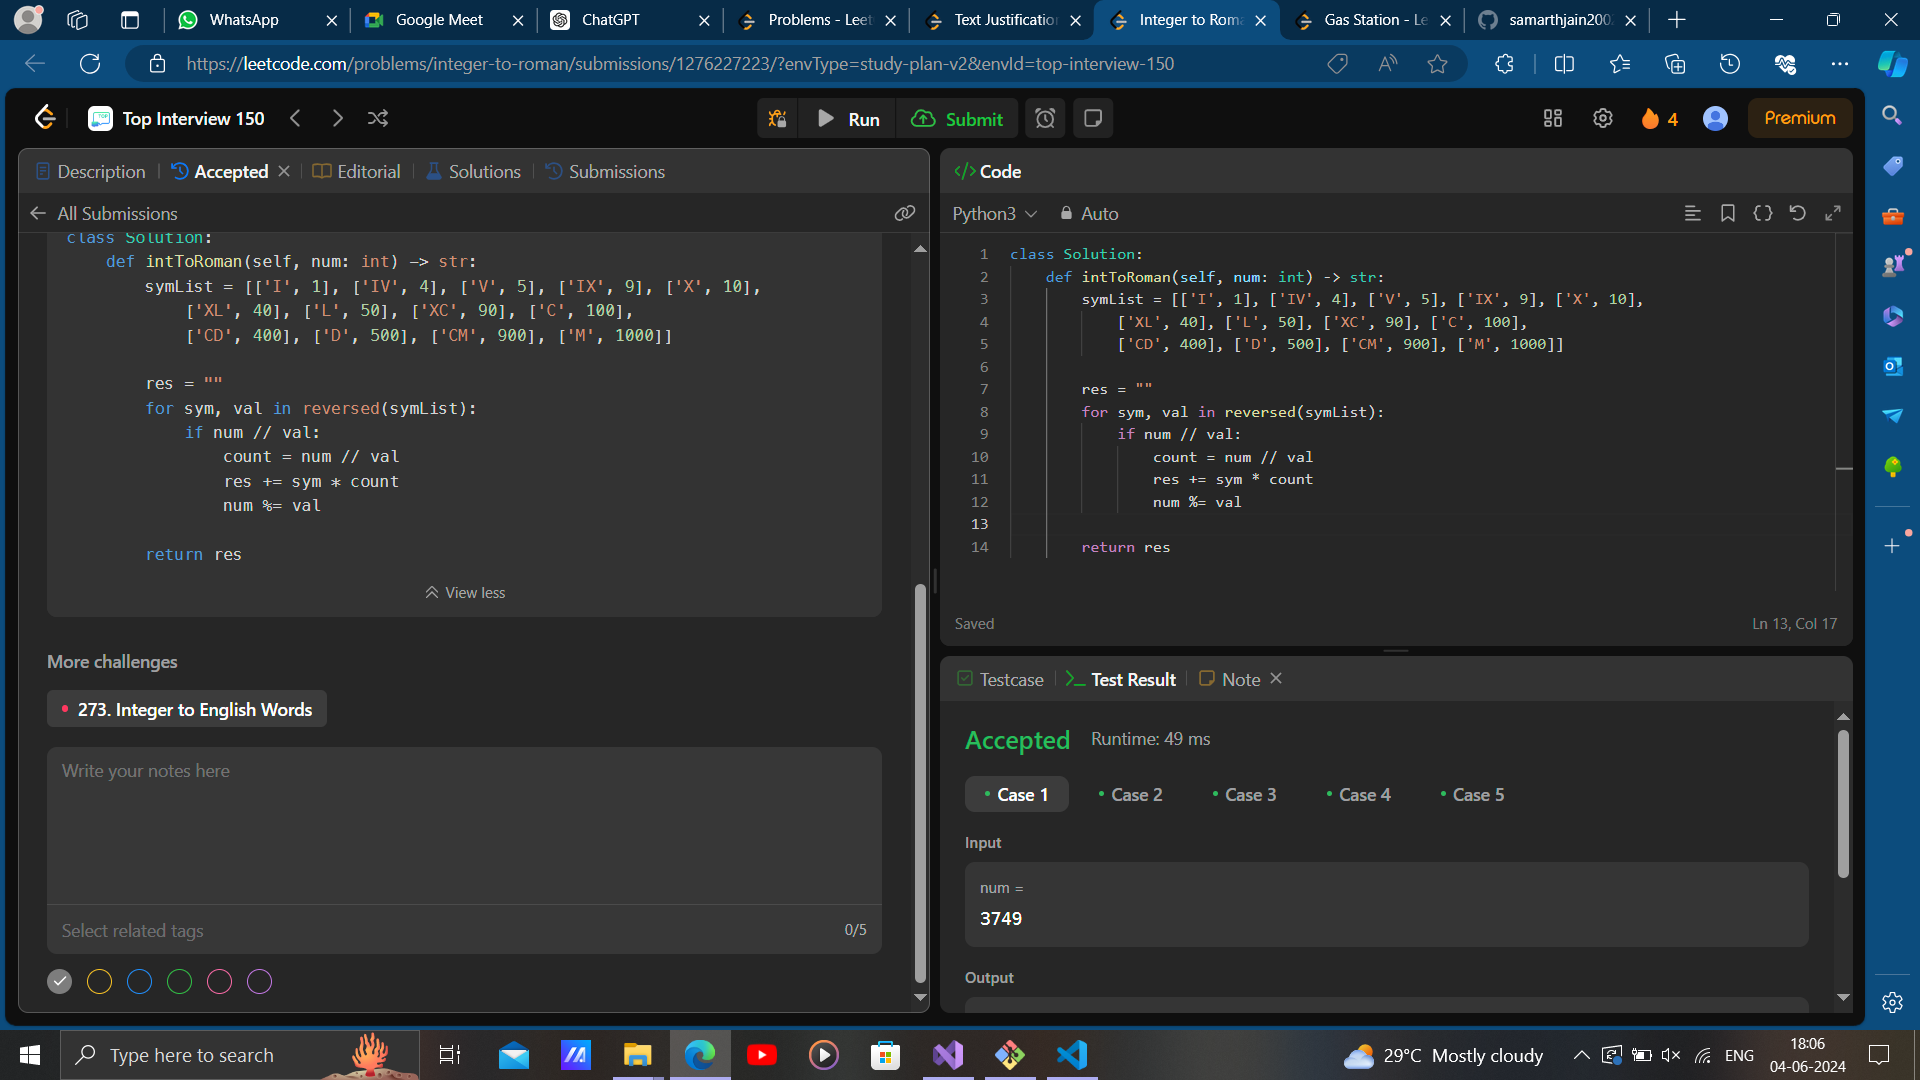 WhatsApp
Google Meet
ChatGPT
Problems - Leet
Text Justification
Integer to Roma
Gas Station - Le
samarthjain200
https://leetcode.com/problems/integer-to-roman/submissions/1276227223/?envType=study-plan-v2&envId=top-interview-150
Top Interview 150
Run
Submit
4
Premium
Description
Accepted
Editorial
Solutions
Submissions
All Submissions
class Solution:
def intToRoman(self, num: int) -> str:
symList = [['I', 1], ['IV', 4], ['V', 5], ['IX', 9], ['X', 10],
['XL', 40], ['L', 50], ['XC', 90], ['C', 100],
['CD', 400], ['D', 500], ['CM', 900], ['M', 1000]]
res = ""
for sym, val in reversed(symList):
if num // val:
count = num // val
res += sym * count
num %= val
return res
View less
More challenges
273. Integer to English Words
Write your notes here
Select related tags
0/5
Code
Python3
Auto
1 class Solution:
2 def intToRoman(self, num: int) -> str:
3 symList = [['I', 1], ['IV', 4], ['V', 5], ['IX', 9], ['X', 10],
4 ['XL', 40], ['L', 50], ['XC', 90], ['C', 100],
5 ['CD', 400], ['D', 500], ['CM', 900], ['M', 1000]]
6
7 res = ""
8 for sym, val in reversed(symList):
9 if num // val:
10 count = num // val
11 res += sym * count
12 num %= val
13
14 return res
Saved
Ln 13, Col 17
Testcase
Test Result
Note
Accepted
Runtime: 49 ms
Case 1
Case 2
Case 3
Case 4
Case 5
Input
num =
3749
Output
Type here to search
29°C Mostly cloudy
ENG
18:06
04-06-2024